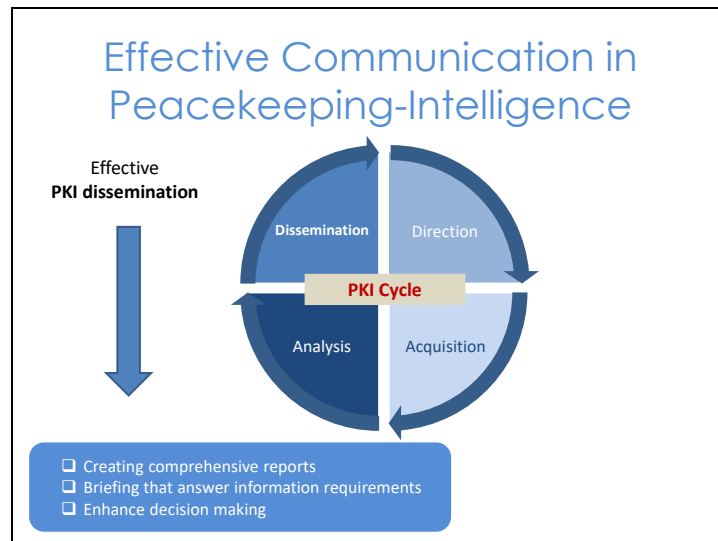 Effective Communication in
Peacekeeping-Intelligence
Effective
PKI dissemination
Dissemination
Direction
PKI Cycle
Analysis
Acquisition
Creating comprehensive reports
Briefing that answer information requirements
Enhance decision making